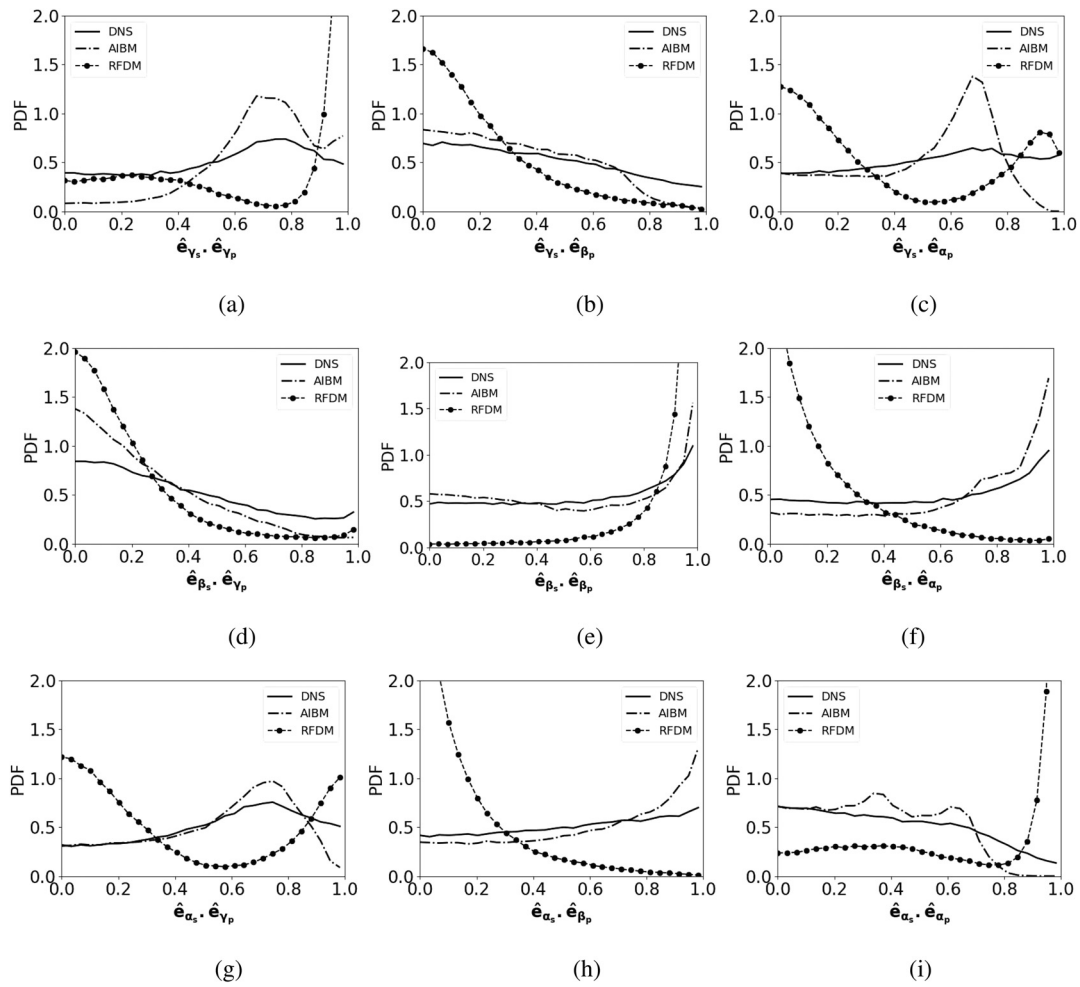 2.0
1.5
1.0
0.5
0.0
PDF
DNS
AIBM
RFDM
0.0 0.2 0.4 0.6 0.8 1.0
ê_γs . ê_γp
(a)
2.0
1.5
1.0
0.5
0.0
PDF
DNS
AIBM
RFDM
0.0 0.2 0.4 0.6 0.8 1.0
ê_γs . ê_βp
(b)
2.0
1.5
1.0
0.5
0.0
PDF
DNS
AIBM
RFDM
0.0 0.2 0.4 0.6 0.8 1.0
ê_γs . ê_αp
(c)
2.0
1.5
1.0
0.5
0.0
PDF
DNS
AIBM
RFDM
0.0 0.2 0.4 0.6 0.8 1.0
ê_βs . ê_γp
(d)
2.0
1.5
1.0
0.5
0.0
PDF
DNS
AIBM
RFDM
0.0 0.2 0.4 0.6 0.8 1.0
ê_βs . ê_βp
(e)
2.0
1.5
1.0
0.5
0.0
PDF
DNS
AIBM
RFDM
0.0 0.2 0.4 0.6 0.8 1.0
ê_βs . ê_αp
(f)
2.0
1.5
1.0
0.5
0.0
PDF
DNS
AIBM
RFDM
0.0 0.2 0.4 0.6 0.8 1.0
ê_αs . ê_γp
(g)
2.0
1.5
1.0
0.5
0.0
PDF
DNS
AIBM
RFDM
0.0 0.2 0.4 0.6 0.8 1.0
ê_αs . ê_βp
(h)
2.0
1.5
1.0
0.5
0.0
PDF
DNS
AIBM
RFDM
0.0 0.2 0.4 0.6 0.8 1.0
ê_αs . ê_αp
(i)